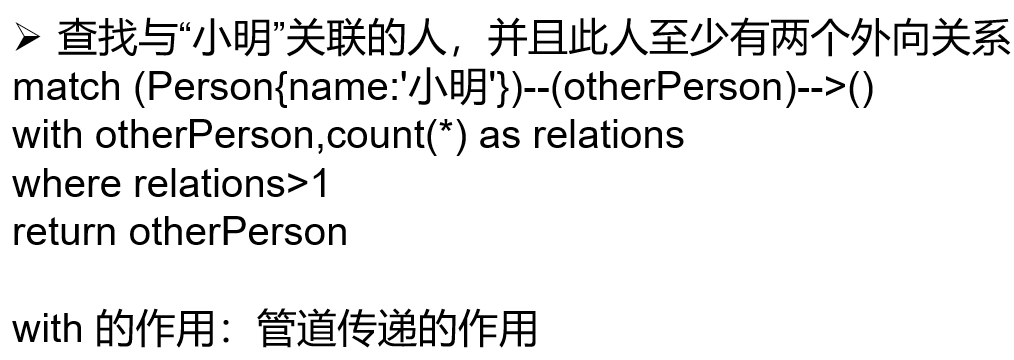 ➢ 查找与“小明”关联的人，并且此人至少有两个外向关系
match (Person{name:'小明'})--(otherPerson)-->()
with otherPerson,count(*) as relations
where relations>1
return otherPerson
with 的作用：管道传递的作用